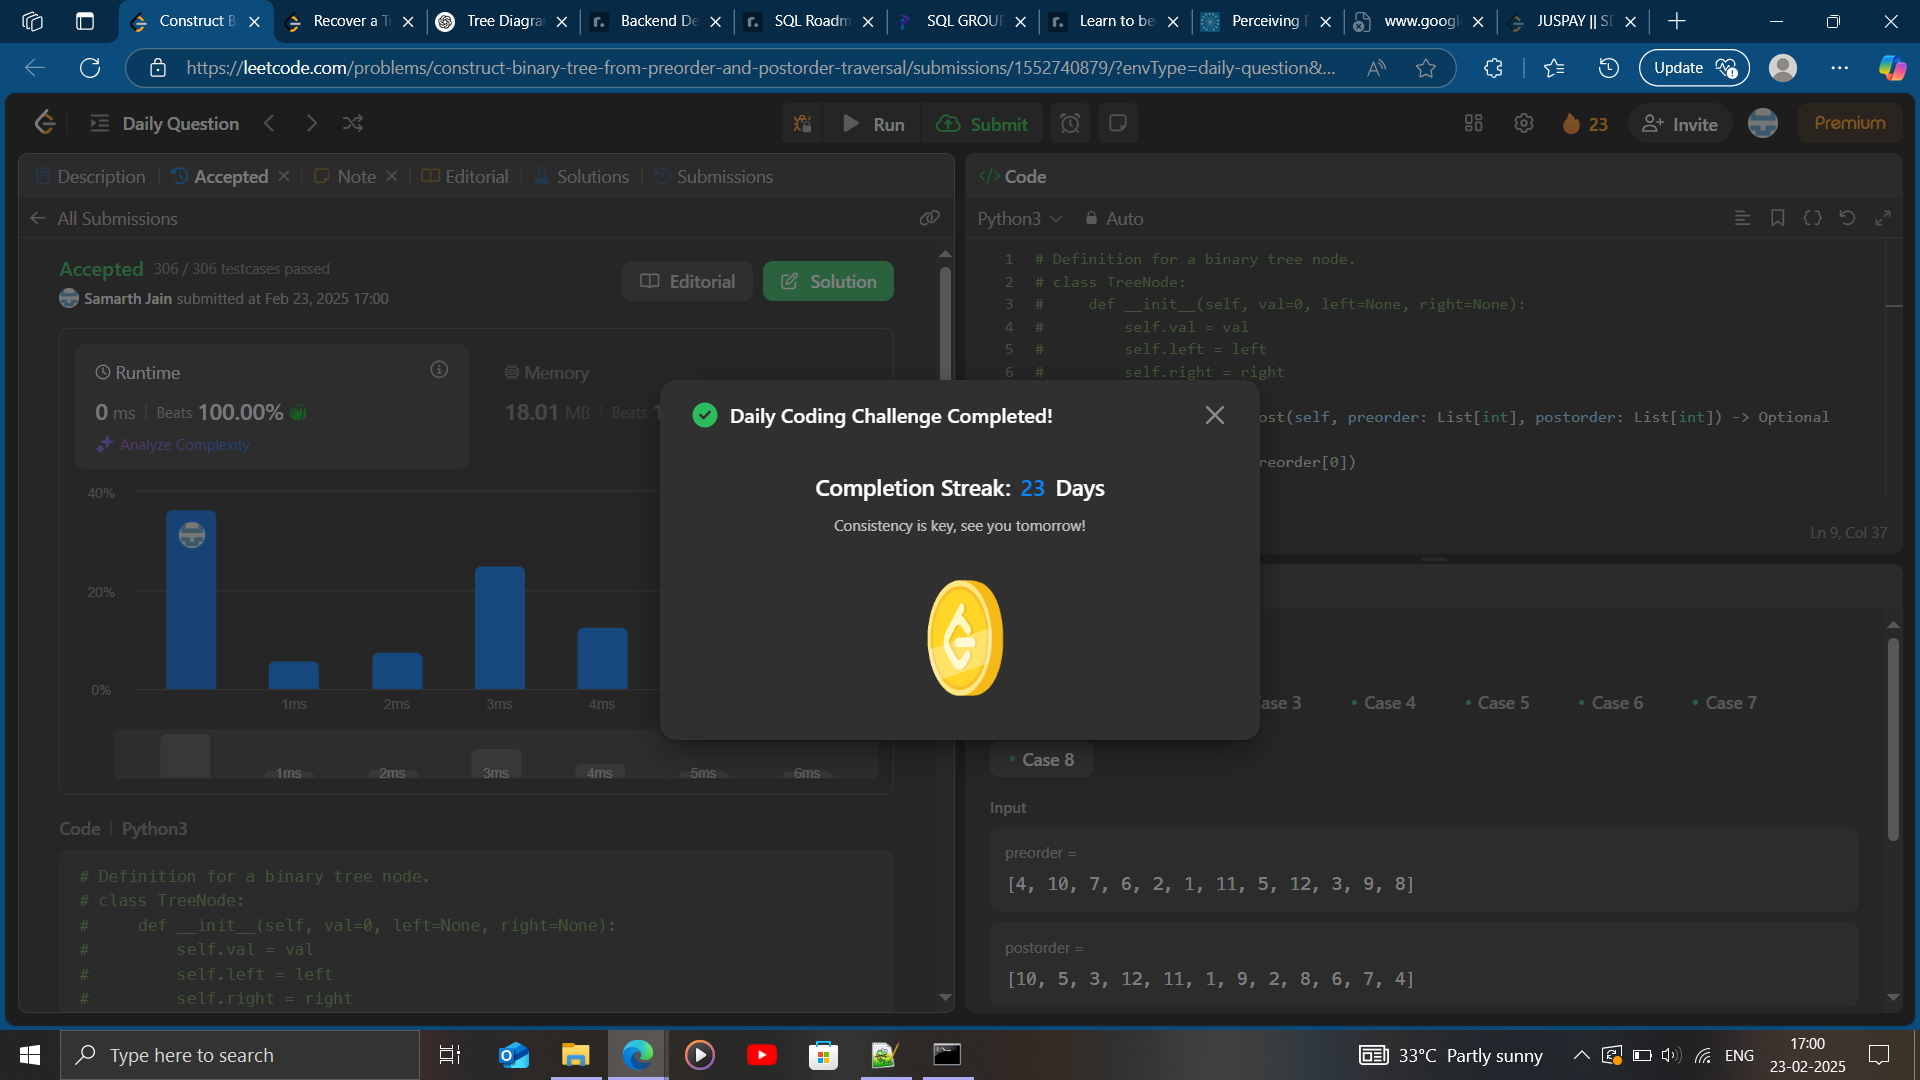 Construct B
Recover a T
Tree Diagra
Backend De
SQL Roadm
SQL GROUP
Learn to be
Perceiving
www.googl
JUSPAY || S
https://leetcode.com/problems/construct-binary-tree-from-preorder-and-postorder-traversal/submissions/1552740879/?envType=daily-question&...
Update
Daily Question
Run
Submit
23
Invite
Premium
Description
Accepted
Note
Editorial
Solutions
Submissions
All Submissions
Accepted 306 / 306 testcases passed
Samarth Jain submitted at Feb 23, 2025 17:00
Editorial
Solution
Runtime
0 ms | Beats 100.00%
Analyze Complexity
Memory
18.01 MB | Beats 1
40%
20%
0%
1ms
2ms
3ms
4ms
1ms
2ms
3ms
4ms
5ms
6ms
Code | Python3
# Definition for a binary tree node.
# class TreeNode:
#     def __init__(self, val=0, left=None, right=None):
#         self.val = val
#         self.left = left
#         self.right = right
Daily Coding Challenge Completed!
Completion Streak: 23 Days
Consistency is key, see you tomorrow!
</> Code
Python3
Auto
1 # Definition for a binary tree node.
2 # class TreeNode:
3 #     def __init__(self, val=0, left=None, right=None):
4 #         self.val = val
5 #         self.left = left
6 #         self.right = right
ost(self, preorder: List[int], postorder: List[int]) -> Optional
reorder[0])
Ln 9, Col 37
ase 3
Case 4
Case 5
Case 6
Case 7
Case 8
Input
preorder =
[4, 10, 7, 6, 2, 1, 11, 5, 12, 3, 9, 8]
postorder =
[10, 5, 3, 12, 11, 1, 9, 2, 8, 6, 7, 4]
Type here to search
33°C Partly sunny
ENG
17:00
23-02-2025